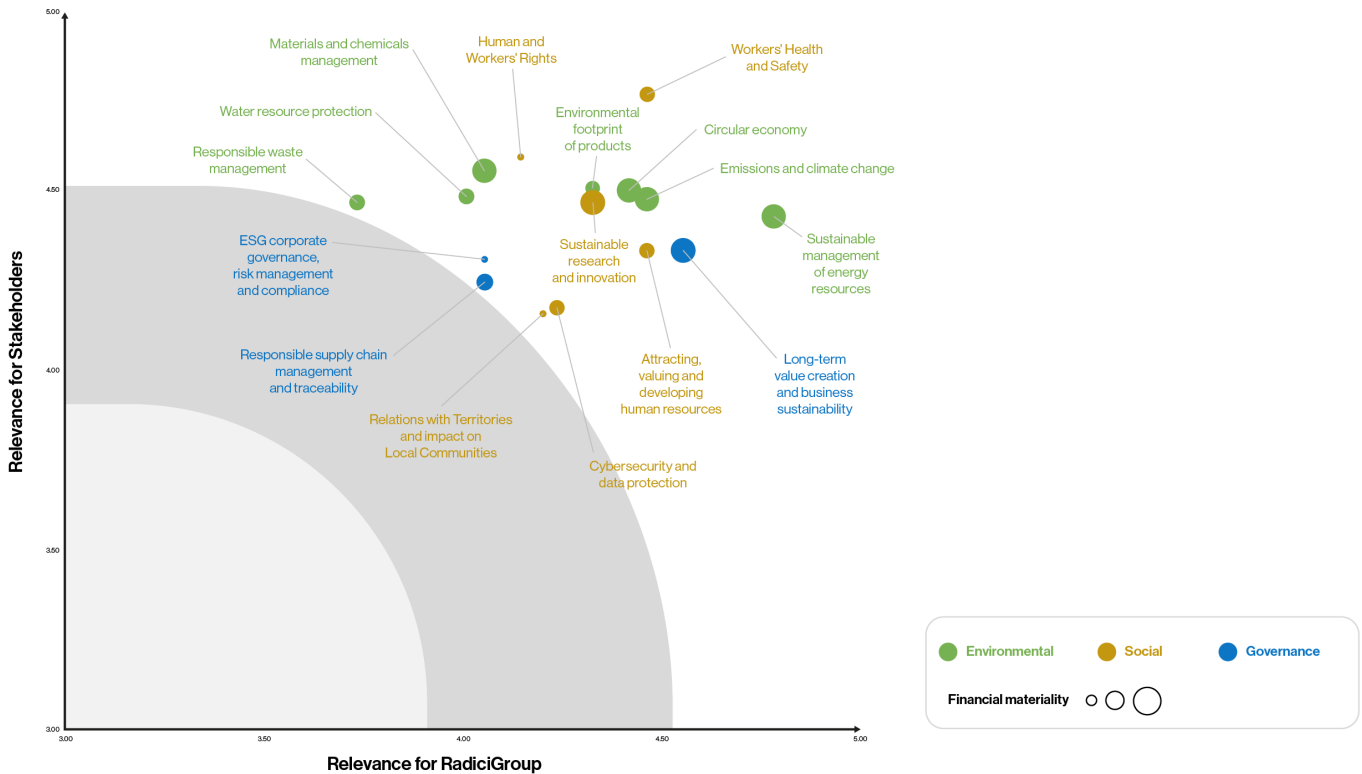 5.00
Materials and chemicals
management
Human and
Workers' Rights
Workers' Health
and Safety
Water resource protection
Environmental
footprint
of products
Circular economy
Responsible waste
management
Emissions and climate change
4.50
ESG corporate
governance,
risk management
and compliance
Sustainable
research
and innovation
Sustainable
management
of energy
resources
Relevance for Stakeholders
Responsible supply chain
management
and traceability
4.00
Attracting,
valuing and
developing
human resources
Long-term
value creation
and business
sustainability
Relations with Territories
and impact on
Local Communities
Cybersecurity and
data protection
3.50
3.00
3.00
3.50
4.00
4.50
5.00
Relevance for RadiciGroup
Environmental
Social
Governance
Financial materiality